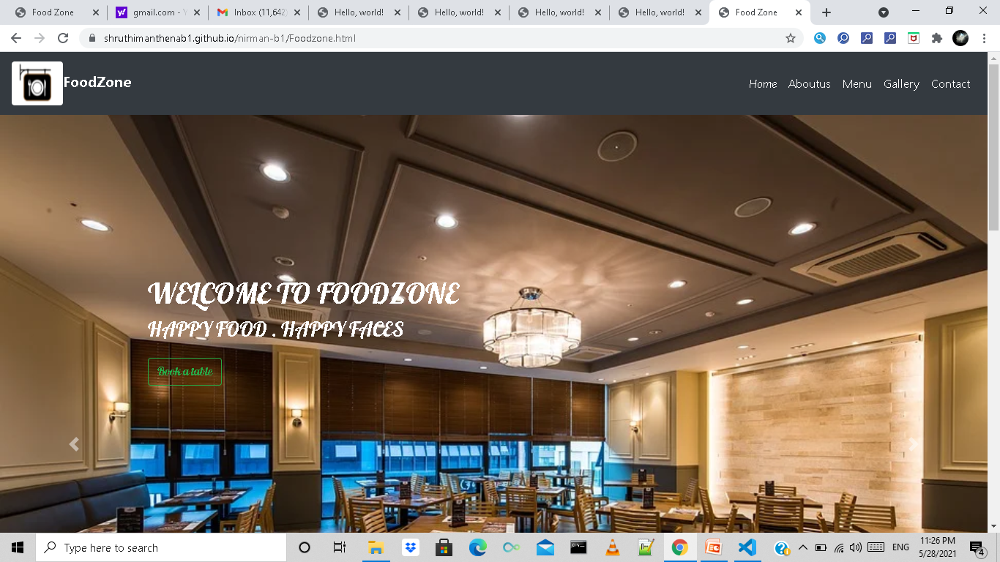 Food Zone
gmail.com - Y
Inbox (11,642)
Hello, world!
Hello, world!
Hello, world!
Hello, world!
Food Zone
shruthimanthenab1.github.io/nirman-b1/Foodzone.html
FoodZone
Home Aboutus Menu Gallery Contact
WELCOME TO FOODZONE
HAPPY FOOD . HAPPY FACES
Book a table
Type here to search
ENG
11:26 PM
5/28/2021
4